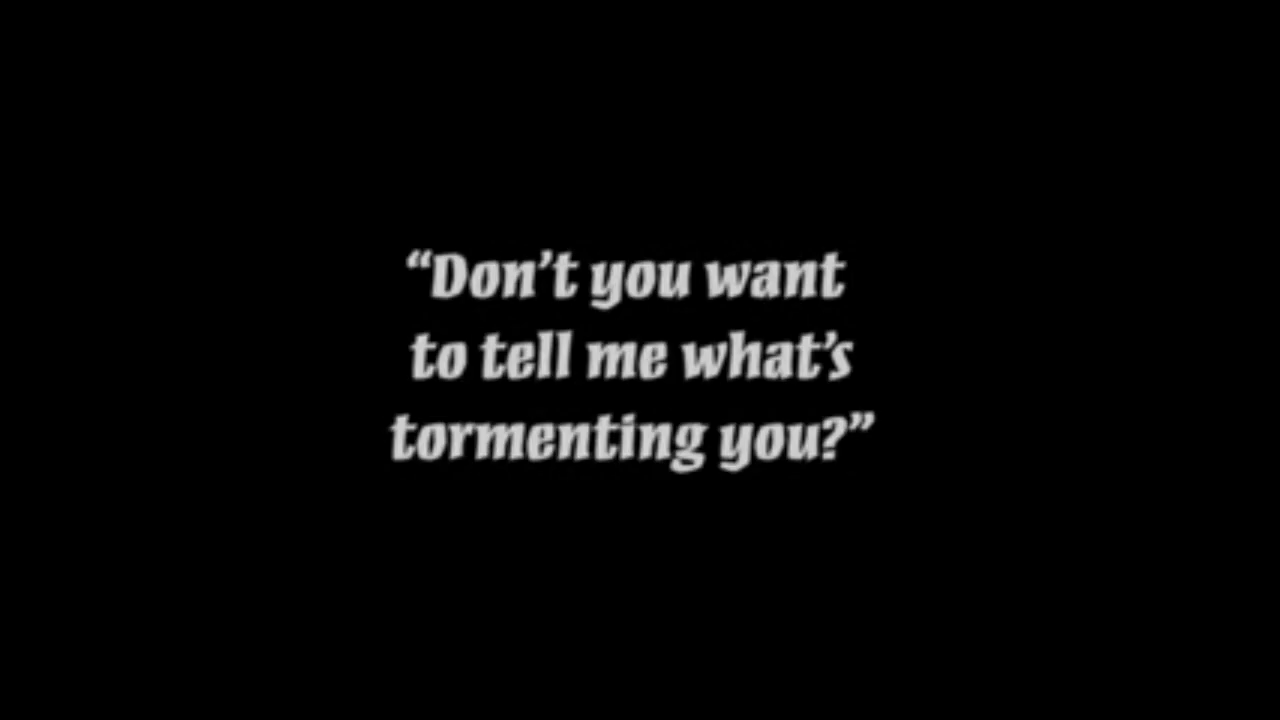 “Don’t you want
to tell me what’s
tormenting you?”